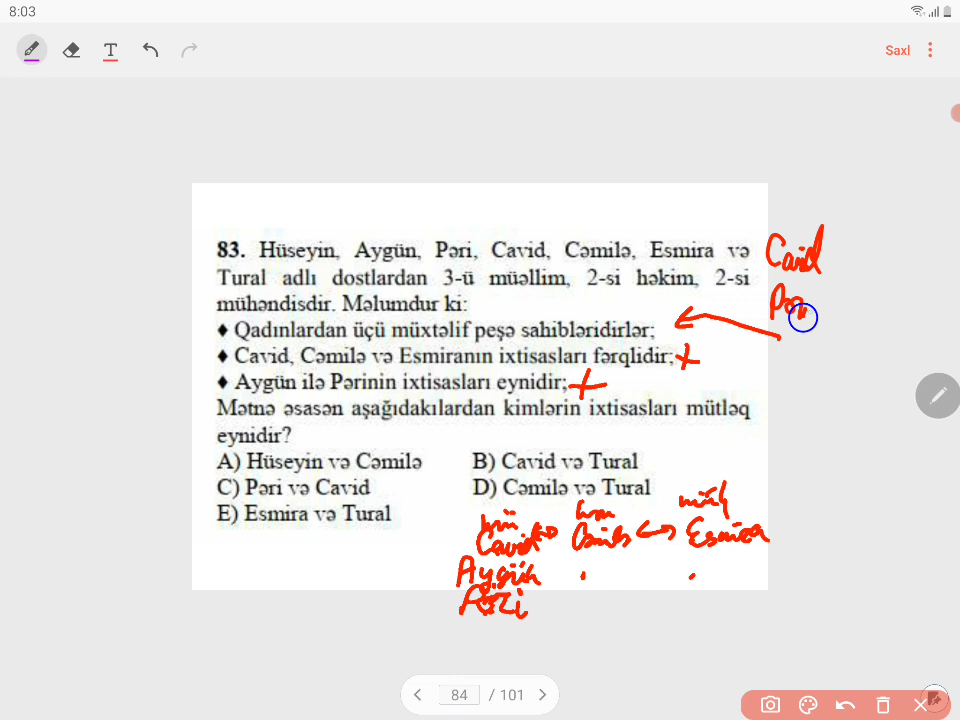 8:03
T
Saxl
83. Hüseyin, Aygün, Pəri, Cavid, Cəmilə, Esmira və
Tural adlı dostlardan 3-ü müəllim, 2-si həkim, 2-si
mühəndisdir. Məlumdur ki:
♦ Qadınlardan üçü müxtəlif peşə sahibləridirlər;
♦ Cavid, Cəmilə və Esmiranın ixtisasları fərqlidir;
♦ Aygün ilə Pərinin ixtisasları eynidir;
Mətnə əsasən aşağıdakılardan kimlərin ixtisasları mütləq
eynidir?
A) Hüseyin və Cəmilə
B) Cavid və Tural
C) Pəri və Cavid
D) Cəmilə və Tural
E) Esmira və Tural
Cavid
müh
Cavid
Esmira
Aygün
Pəri
84 / 101